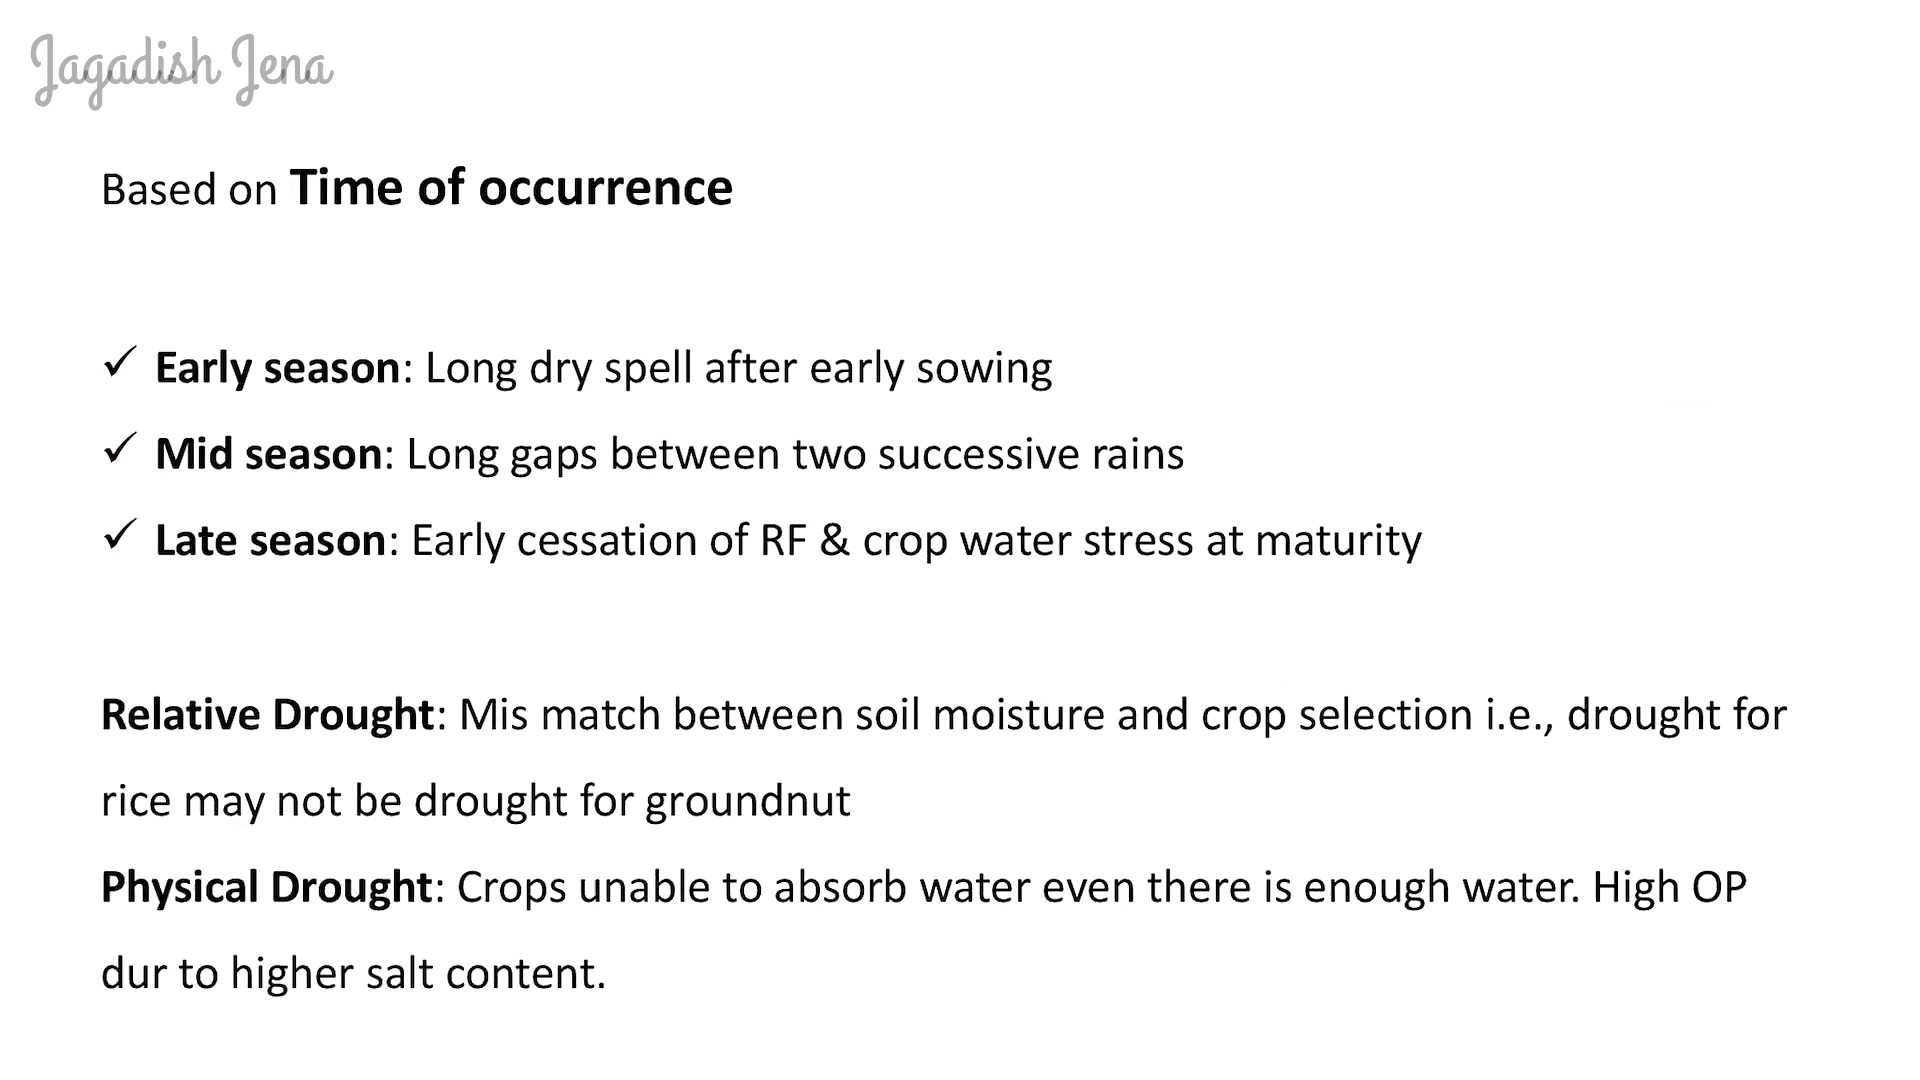 Jagadish Jena
Based on Time of occurrence
✓ Early season: Long dry spell after early sowing
✓ Mid season: Long gaps between two successive rains
✓ Late season: Early cessation of RF & crop water stress at maturity
Relative Drought: Mis match between soil moisture and crop selection i.e., drought for
rice may not be drought for groundnut
Physical Drought: Crops unable to absorb water even there is enough water. High OP
dur to higher salt content.